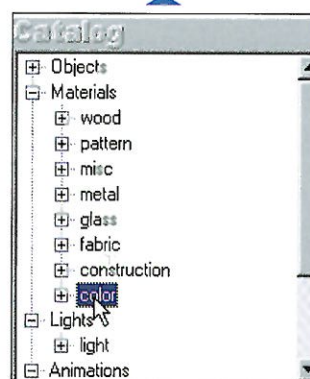 Catalog
Objects
Materials
wood
pattern
misc
metal
glass
fabric
construction
color
Lights
light
Animations